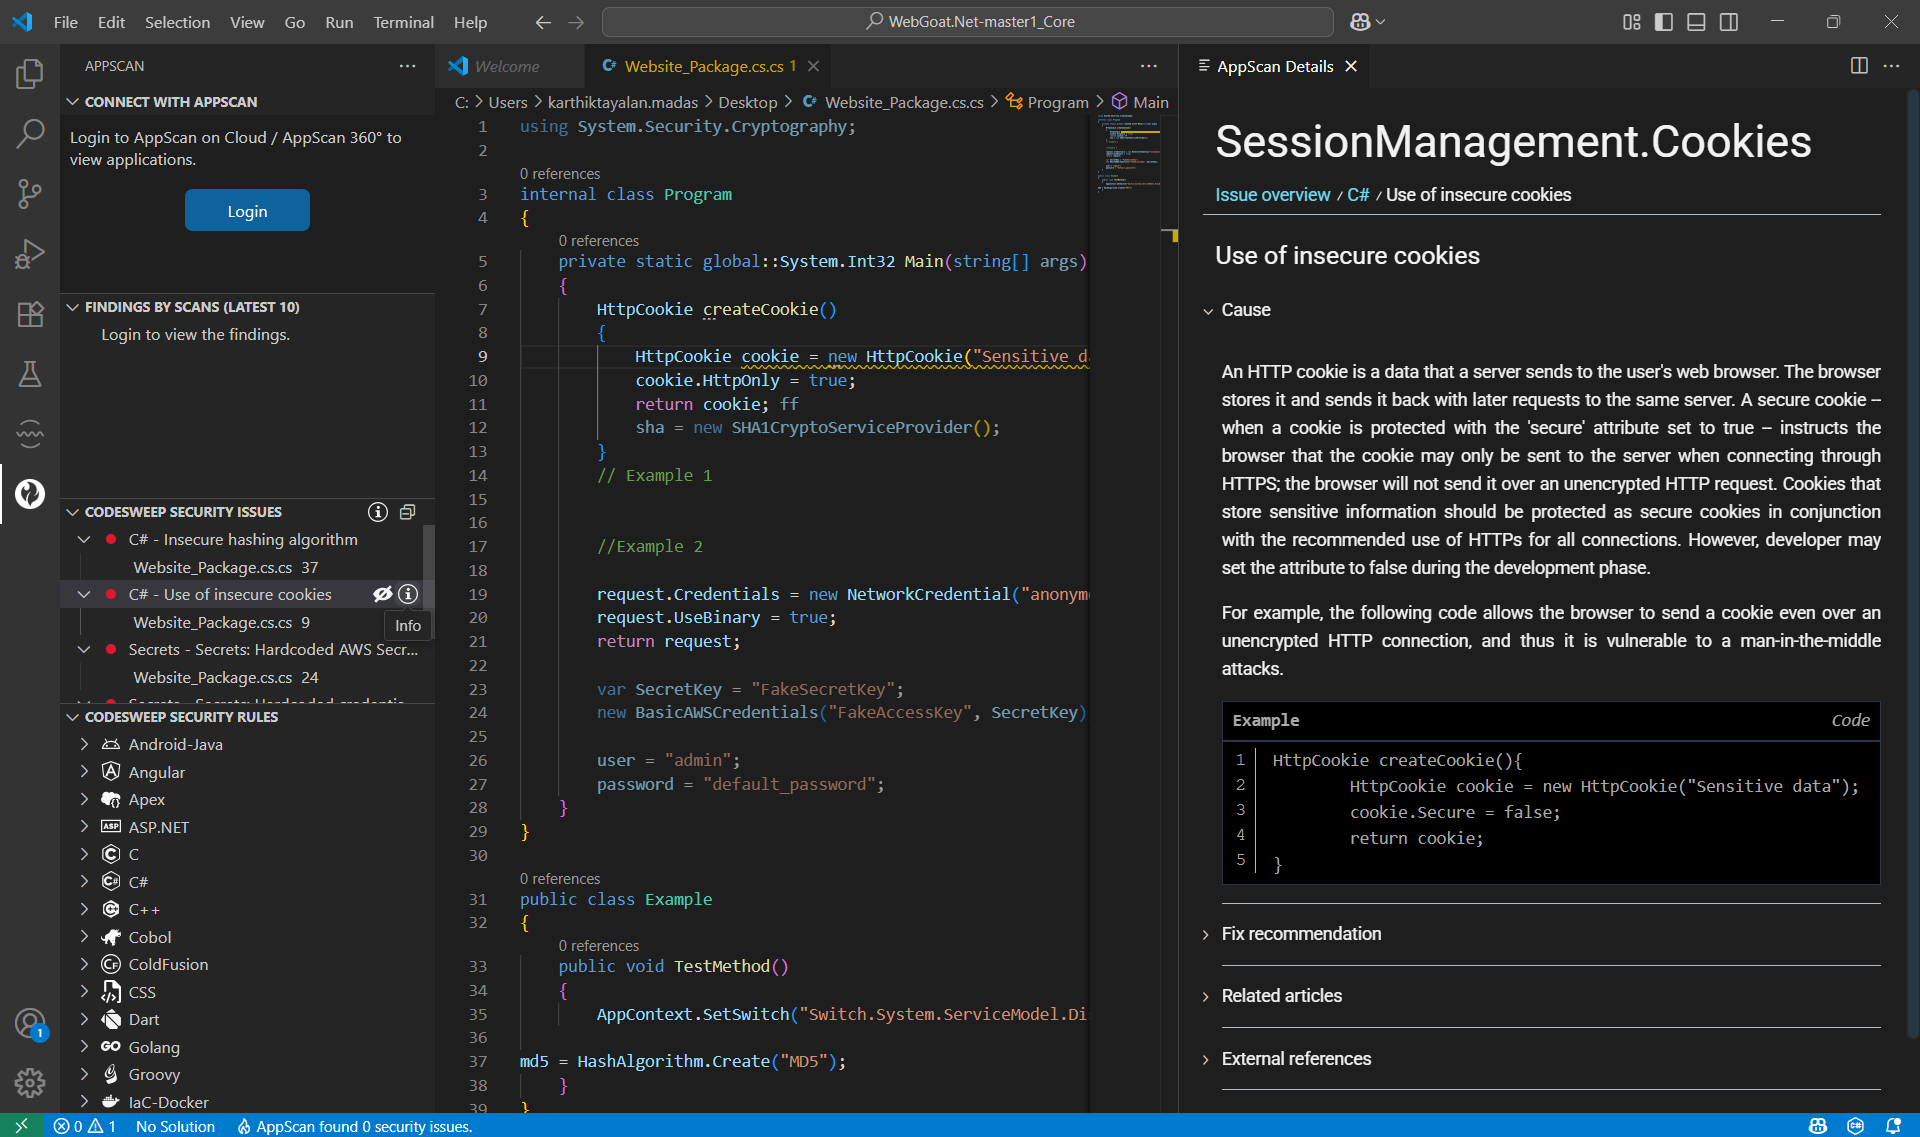 File Edit Selection View Go Run Terminal Help
WebGoat.Net-master1_Core
APPSCAN
CONNECT WITH APPSCAN
Login to AppScan on Cloud / AppScan 360° to
view applications.
Login
FINDINGS BY SCANS (LATEST 10)
Login to view the findings.
CODESWEEP SECURITY ISSUES
C# - Insecure hashing algorithm
Website_Package.cs.cs 37
C# - Use of insecure cookies
Website_Package.cs.cs 9
Info
Secrets - Secrets: Hardcoded AWS Secr...
Website_Package.cs.cs 24
Secrets - Secrets: Hardcoded credentia...
CODESWEEP SECURITY RULES
Android-Java
Angular
Apex
ASP ASP.NET
C
C#
C++
Cobol
ColdFusion
CSS
Dart
GO Golang
Groovy
IaC-Docker
1
Welcome
C# Website_Package.cs.cs 1
C: > Users > karthiktayalan.madas > Desktop > C# Website_Package.cs.cs > Program > Main
1 using System.Security.Cryptography;
2
0 references
3 internal class Program
4 {
0 references
5 private static global::System.Int32 Main(string[] args)
6 {
7 HttpCookie createCookie()
8 {
9 HttpCookie cookie = new HttpCookie("Sensitive d
10 cookie.HttpOnly = true;
11 return cookie; ff
12 sha = new SHA1CryptoServiceProvider();
13 }
14 // Example 1
15
16
17 //Example 2
18
19 request.Credentials = new NetworkCredential("anonym
20 request.UseBinary = true;
21 return request;
22
23 var SecretKey = "FakeSecretKey";
24 new BasicAWSCredentials("FakeAccessKey", SecretKey)
25
26 user = "admin";
27 password = "default_password";
28 }
29 }
30
0 references
31 public class Example
32 {
0 references
33 public void TestMethod()
34 {
35 AppContext.SetSwitch("Switch.System.ServiceModel.Di
36
37 md5 = HashAlgorithm.Create("MD5");
38 }
39 }
AppScan Details
SessionManagement.Cookies
Issue overview / C# / Use of insecure cookies
Use of insecure cookies
Cause
An HTTP cookie is a data that a server sends to the user's web browser. The browser
stores it and sends it back with later requests to the same server. A secure cookie –
when a cookie is protected with the 'secure' attribute set to true – instructs the
browser that the cookie may only be sent to the server when connecting through
HTTPS; the browser will not send it over an unencrypted HTTP request. Cookies that
store sensitive information should be protected as secure cookies in conjunction
with the recommended use of HTTPs for all connections. However, developer may
set the attribute to false during the development phase.
For example, the following code allows the browser to send a cookie even over an
unencrypted HTTP connection, and thus it is vulnerable to a man-in-the-middle
attacks.
Example Code
1 HttpCookie createCookie(){
2 HttpCookie cookie = new HttpCookie("Sensitive data");
3 cookie.Secure = false;
4 return cookie;
5 }
Fix recommendation
Related articles
External references
0 1 No Solution AppScan found 0 security issues.